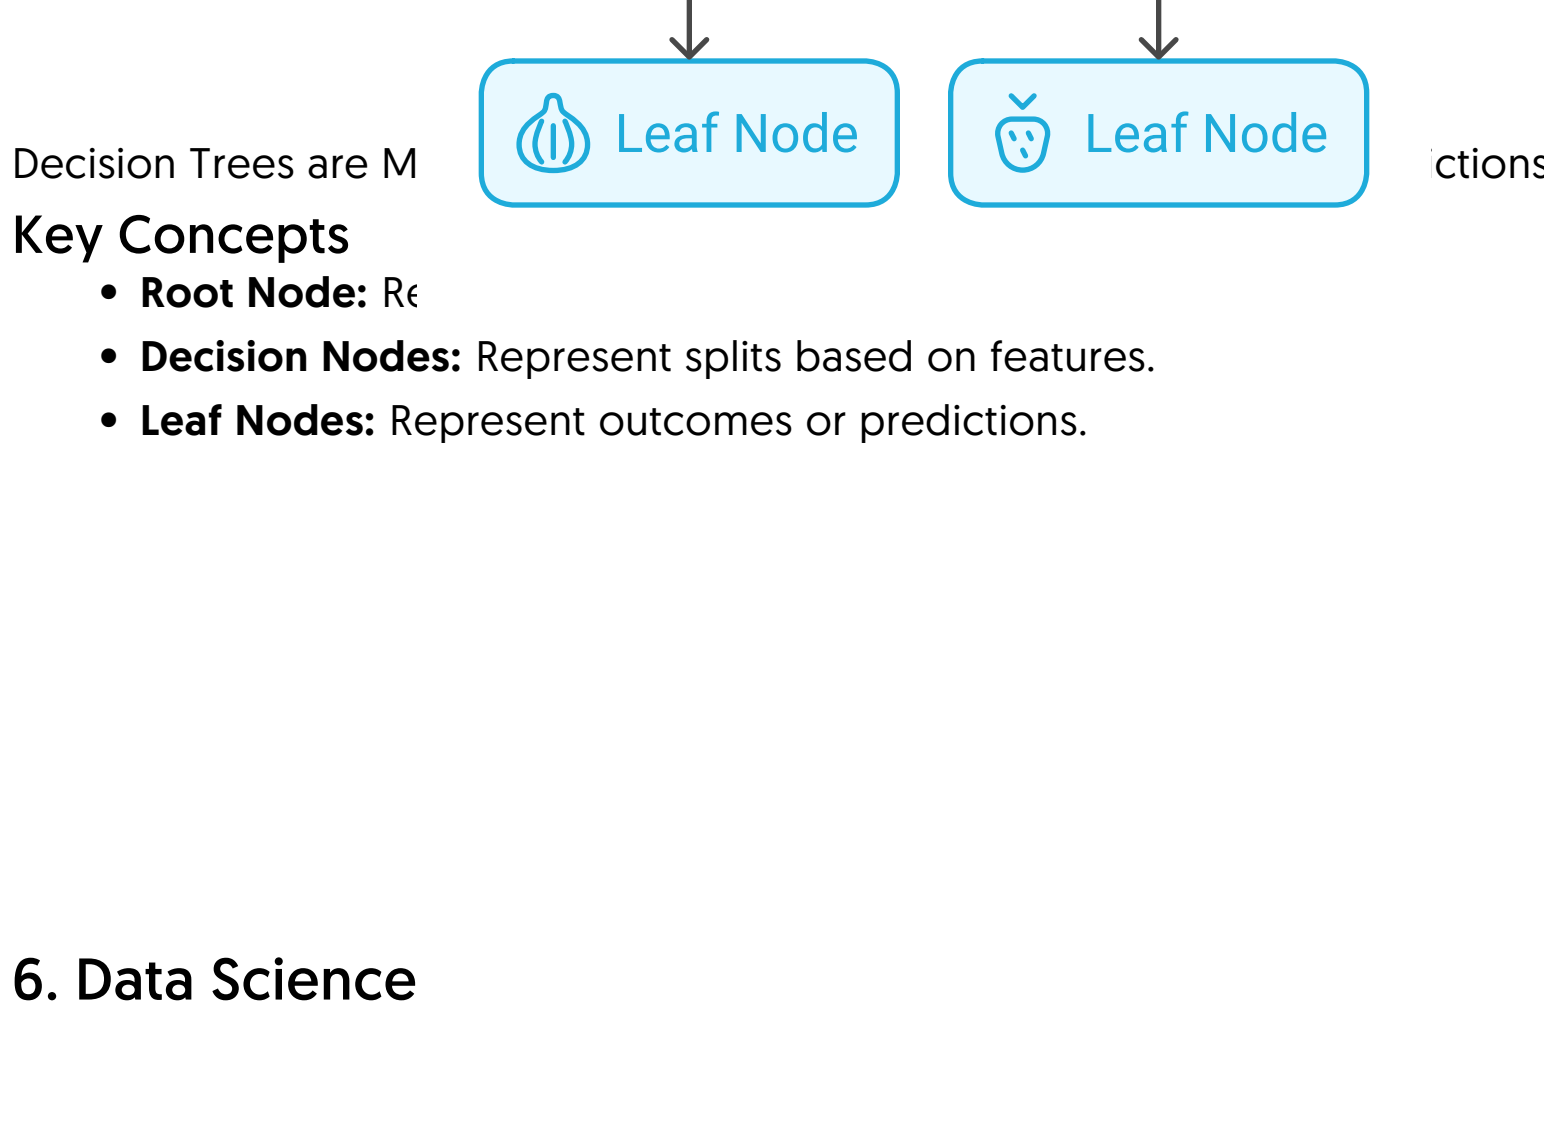 Leaf Node
Leaf Node
Decision Trees are
Key Concepts
• Root Node:
• Decision Nodes: Represent splits based on features.
• Leaf Nodes: Represent outcomes or predictions.
6. Data Science